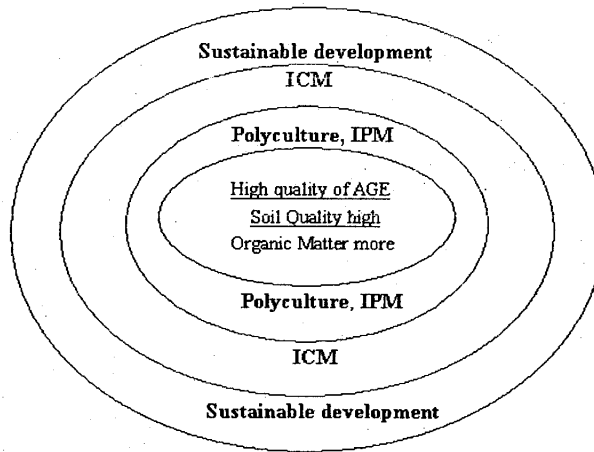 Sustainable development
ICM
Polyculture, IPM
High quality of AGE
Soil Quality high
Organic Matter more
Polyculture, IPM
ICM
Sustainable development